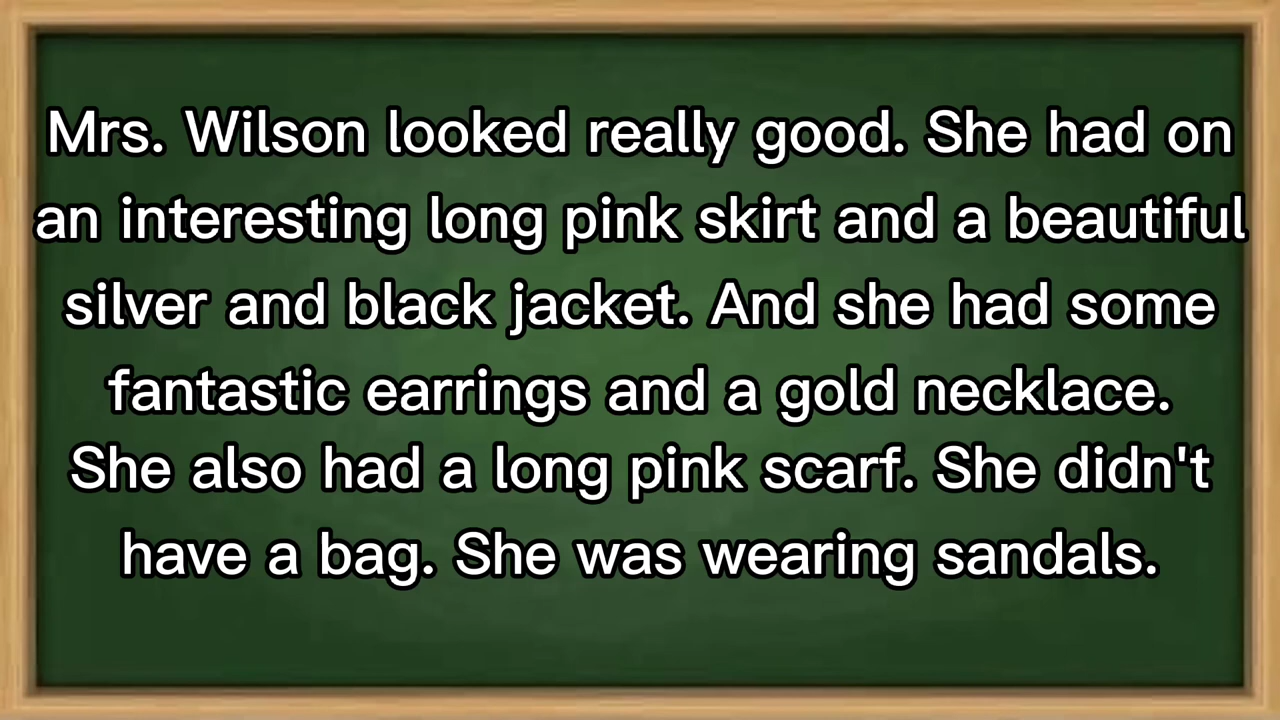 Mrs. Wilson looked really good. She had on
an interesting long pink skirt and a beautiful
silver and black jacket. And she had some
fantastic earrings and a gold necklace.
She also had a long pink scarf. She didn't
have a bag. She was wearing sandals.